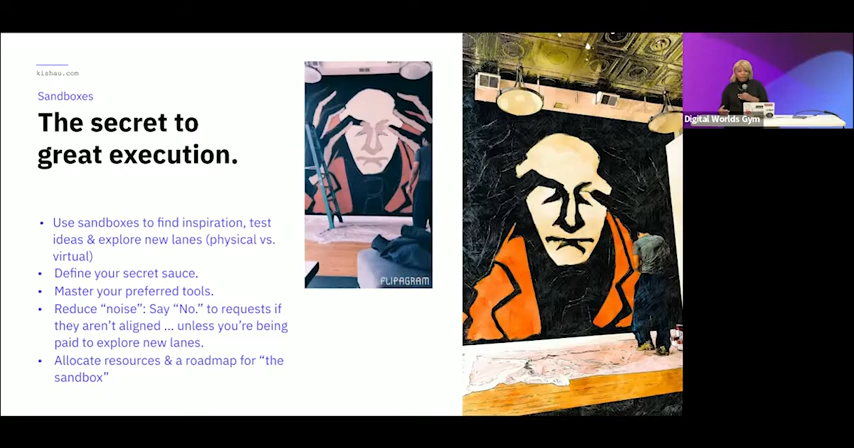 kishau.com
Sandboxes
The secret to
great execution.
• Use sandboxes to find inspiration, test
ideas & explore new lanes (physical vs.
virtual)
• Define your secret sauce.
• Master your preferred tools.
• Reduce “noise”: Say “No.” to requests if
they aren’t aligned ... unless you’re being
paid to explore new lanes.
• Allocate resources & a roadmap for “the
sandbox”
FLIPAGRAM
Digital Worlds Gym